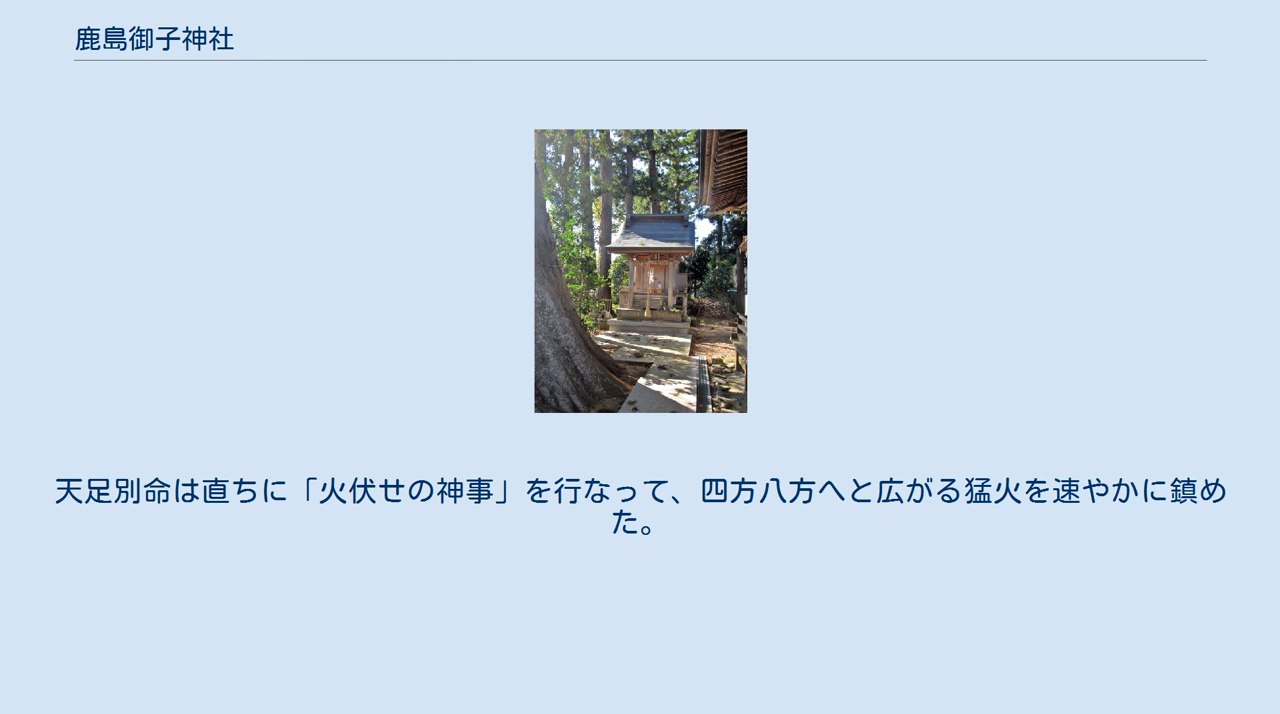 鹿島御子神社
天足別命は直ちに「火伏せの神事」を行なって、四方八方へと広がる猛火を速やかに鎮め
た。